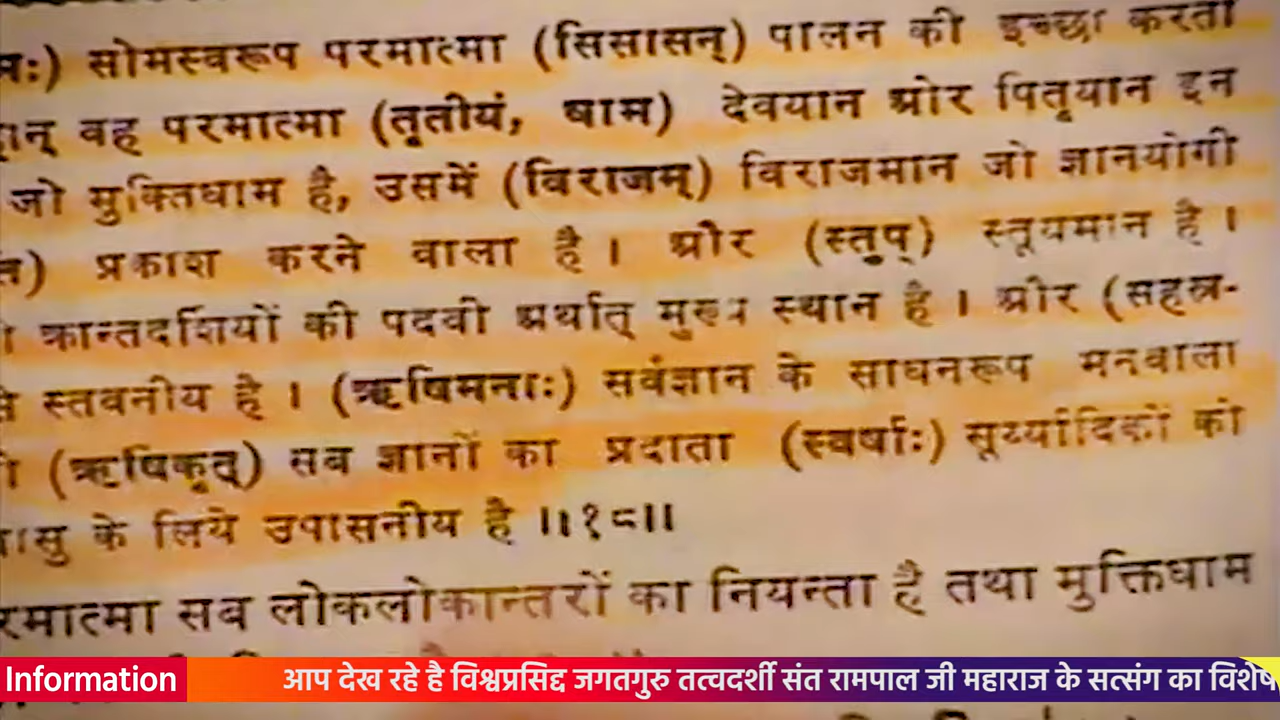 सोमस्वरूप परमात्मा (सिसासन्) पालन की इच्छा करता
वह परमात्मा (तृतीयं, धाम) देवयान और पितृयान इन
जो मुक्तिधाम है, उसमें (विराजम्) विराजमान जो ज्ञानयोगी
प्रकाश करने वाला है । और (स्तुप्) स्तूयमान है ।
क्रान्तदर्शियों की पदवी अर्थात् मुख्य स्थान है । और (सहस्र-
स्तवनीय है । (ऋषिमनाः) सर्वज्ञान के साधनरूप मनवाला
(ऋषिकृत्) सब ज्ञानों का प्रदाता (स्वर्षाः) सूर्य्यादिकों को
के लिये उपासनीय है ॥१८॥
रमात्मा सब लोकलोकान्तरों का नियन्ता है तथा मुक्तिधाम
Information आप देख रहे है विश्वप्रसिद्द जगतगुरु तत्वदर्शी संत रामपाल जी महाराज के सत्संग का विशेष